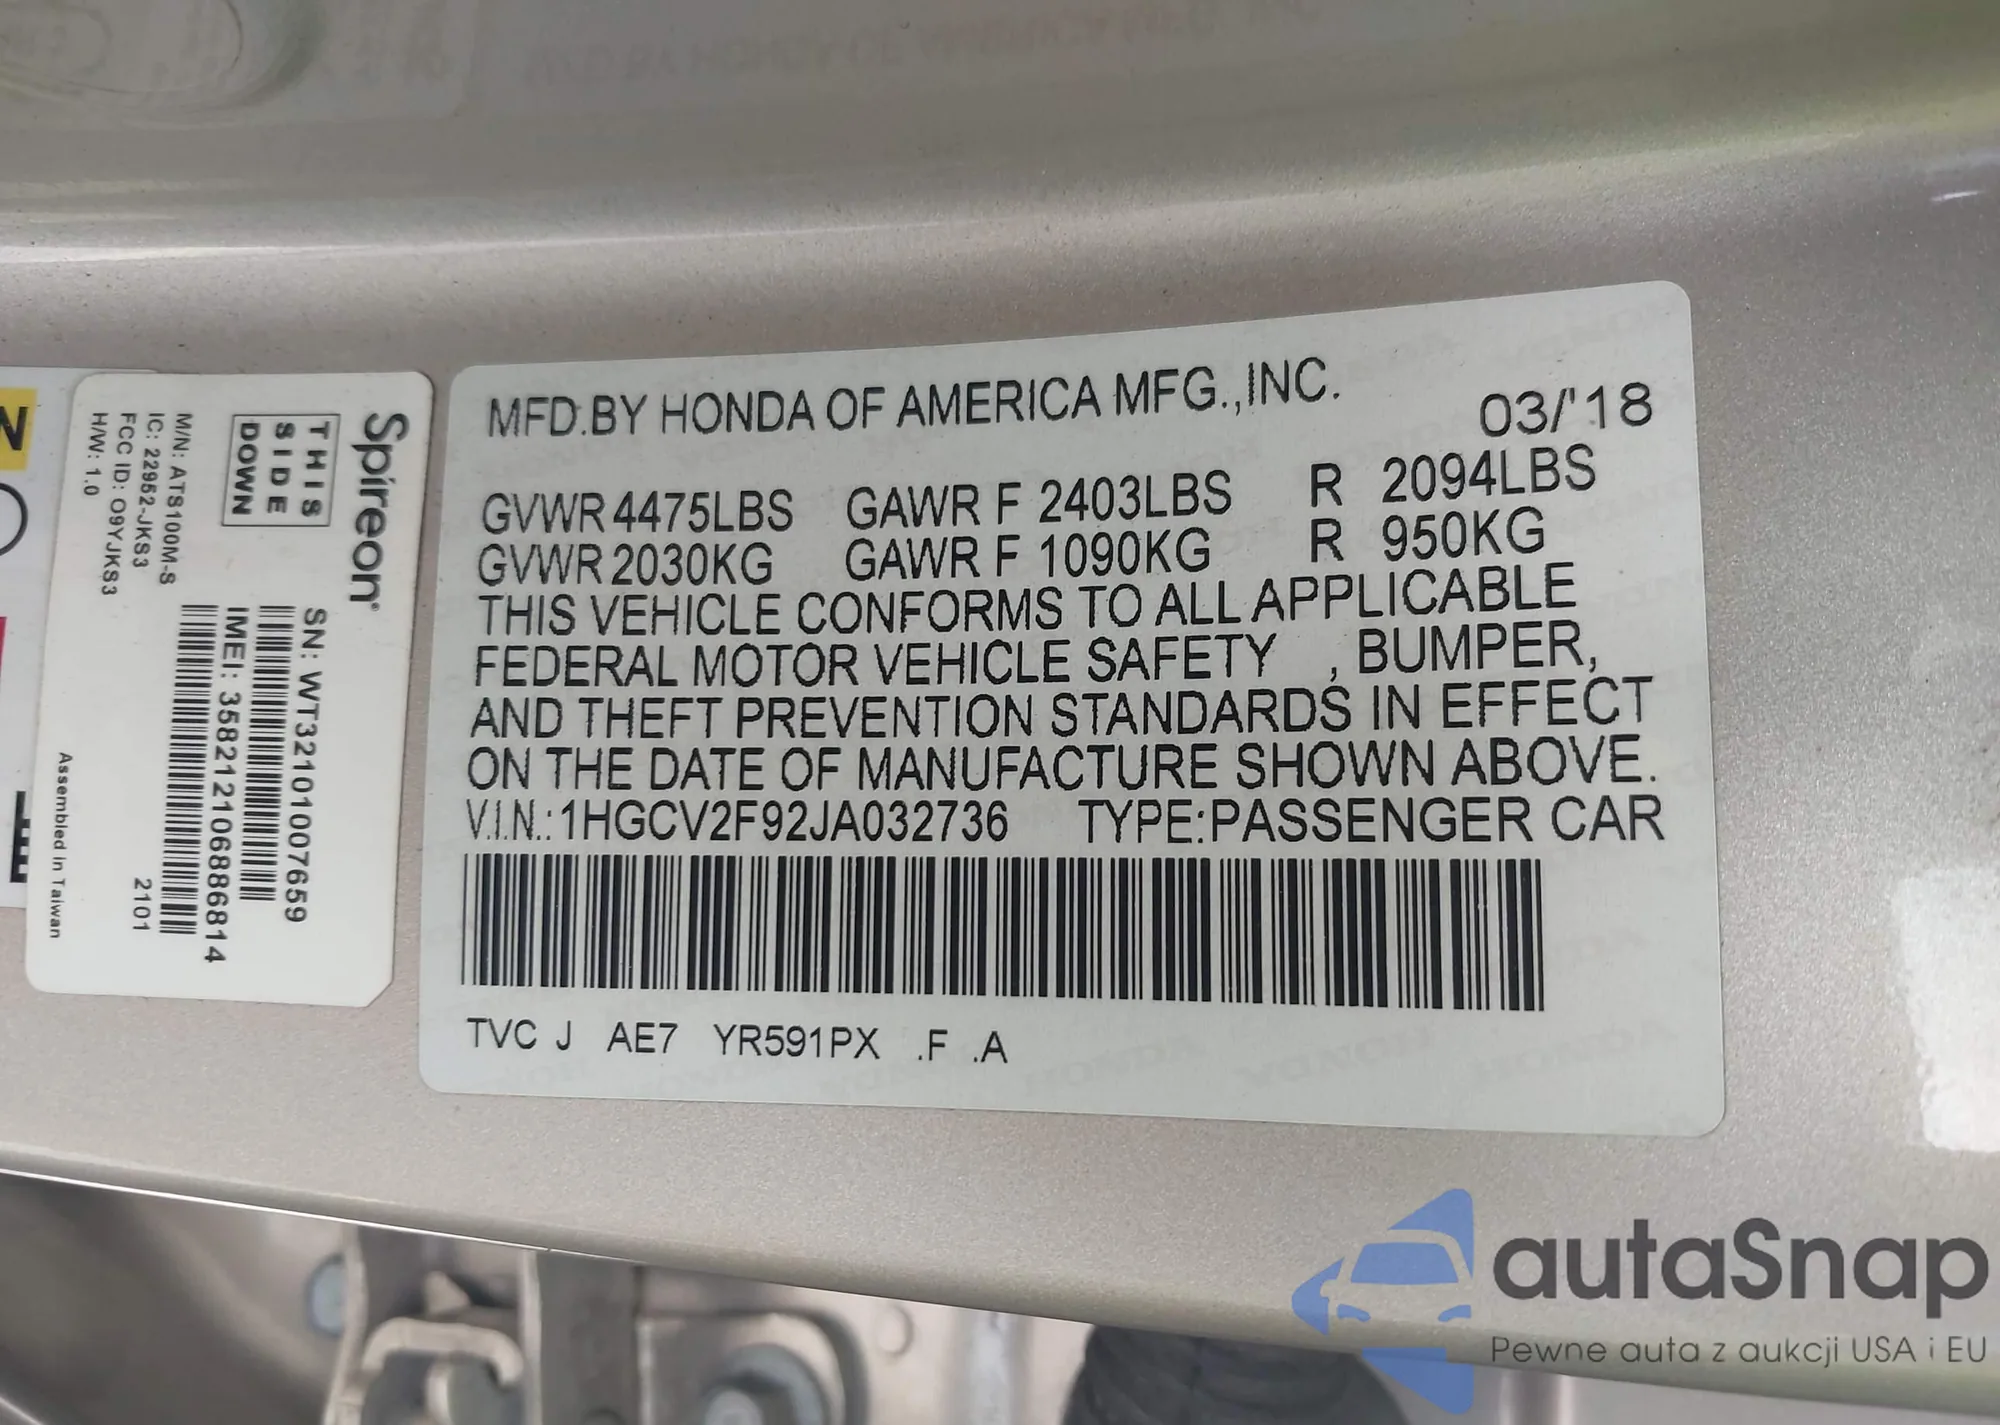 MFD.BY HONDA OF AMERICA MFG.,INC.
03/'18
GVWR 4475LBS GAWR F 2403LBS R 2094LBS
GVWR 2030KG GAWR F 1090KG R 950KG
THIS VEHICLE CONFORMS TO ALL APPLICABLE
FEDERAL MOTOR VEHICLE SAFETY , BUMPER,
AND THEFT PREVENTION STANDARDS IN EFFECT
ON THE DATE OF MANUFACTURE SHOWN ABOVE.
V.I.N.: 1HGCV2F92JA032736 TYPE:PASSENGER CAR
TVC J AE7 YR591PX .F .A
Spireon®
THIS
SIDE
DOWN
M/N: ATS100M-S
IC: 22952-JKS3
FCC ID: O9YJKS3
H/W: 1.0
SN: WT32101007659
IMEI: 358212106886814
2101
Assembled in Taiwan
N
autaSnap
Pewne auta z aukcji USA i EU